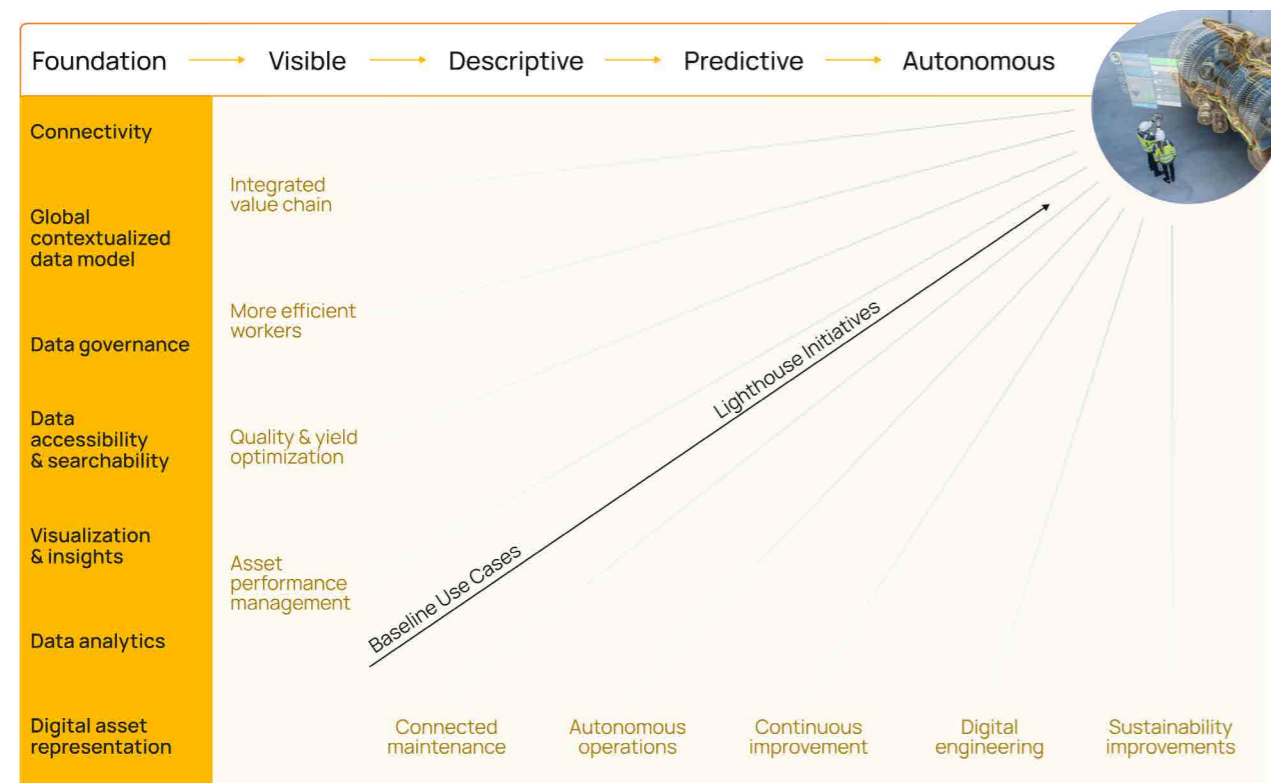 Foundation
Visible
Descriptive
Predictive
Autonomous
Connectivity
Global
contextualized
data model
Data governance
Data
accessibility
& searchability
Visualization
& insights
Data analytics
Digital asset
representation
Integrated
value chain
More efficient
workers
Quality & yield
optimization
Asset
performance
management
Baseline Use Cases
Lighthouse Initiatives
Connected
maintenance
Autonomous
operations
Continuous
improvement
Digital
engineering
Sustainability
improvements